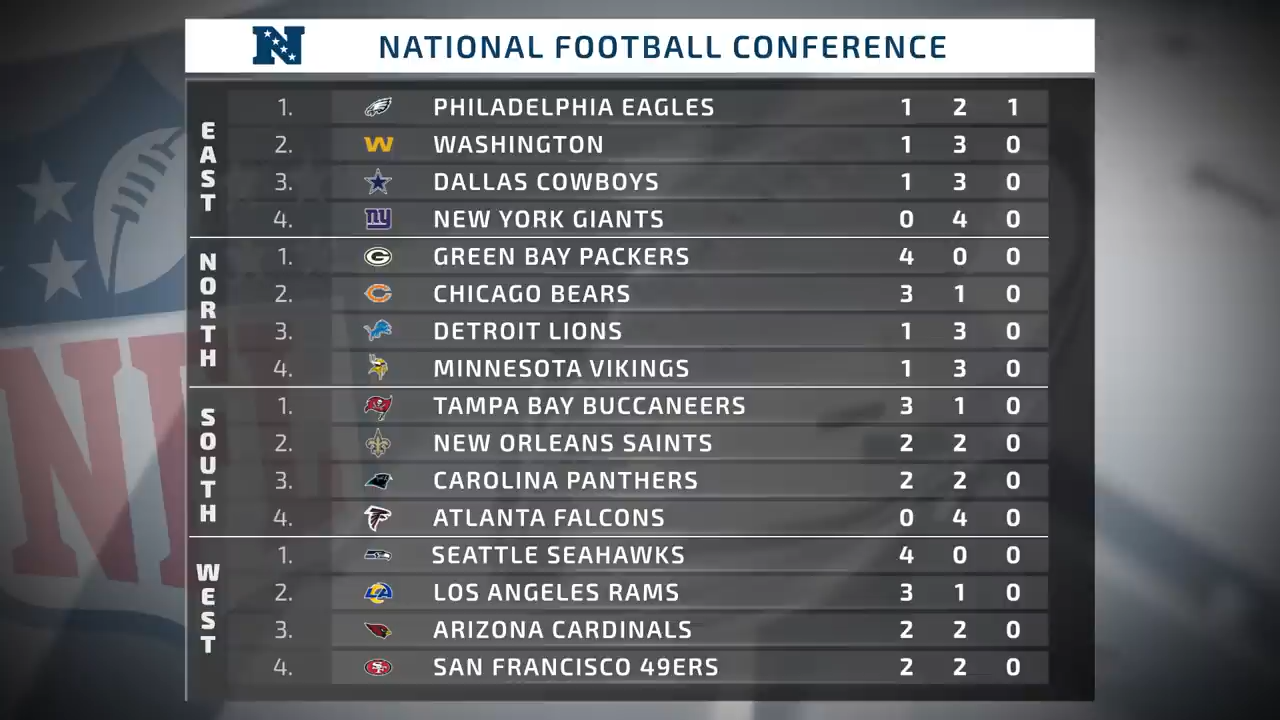 N NATIONAL FOOTBALL CONFERENCE
EAST
1. PHILADELPHIA EAGLES 1 2 1
2. W WASHINGTON 1 3 0
3. DALLAS COWBOYS 1 3 0
4. ny NEW YORK GIANTS 0 4 0
NORTH
1. G GREEN BAY PACKERS 4 0 0
2. C CHICAGO BEARS 3 1 0
3. DETROIT LIONS 1 3 0
4. MINNESOTA VIKINGS 1 3 0
SOUTH
1. TAMPA BAY BUCCANEERS 3 1 0
2. NEW ORLEANS SAINTS 2 2 0
3. CAROLINA PANTHERS 2 2 0
4. ATLANTA FALCONS 0 4 0
WEST
1. SEATTLE SEAHAWKS 4 0 0
2. LA LOS ANGELES RAMS 3 1 0
3. ARIZONA CARDINALS 2 2 0
4. SF SAN FRANCISCO 49ERS 2 2 0